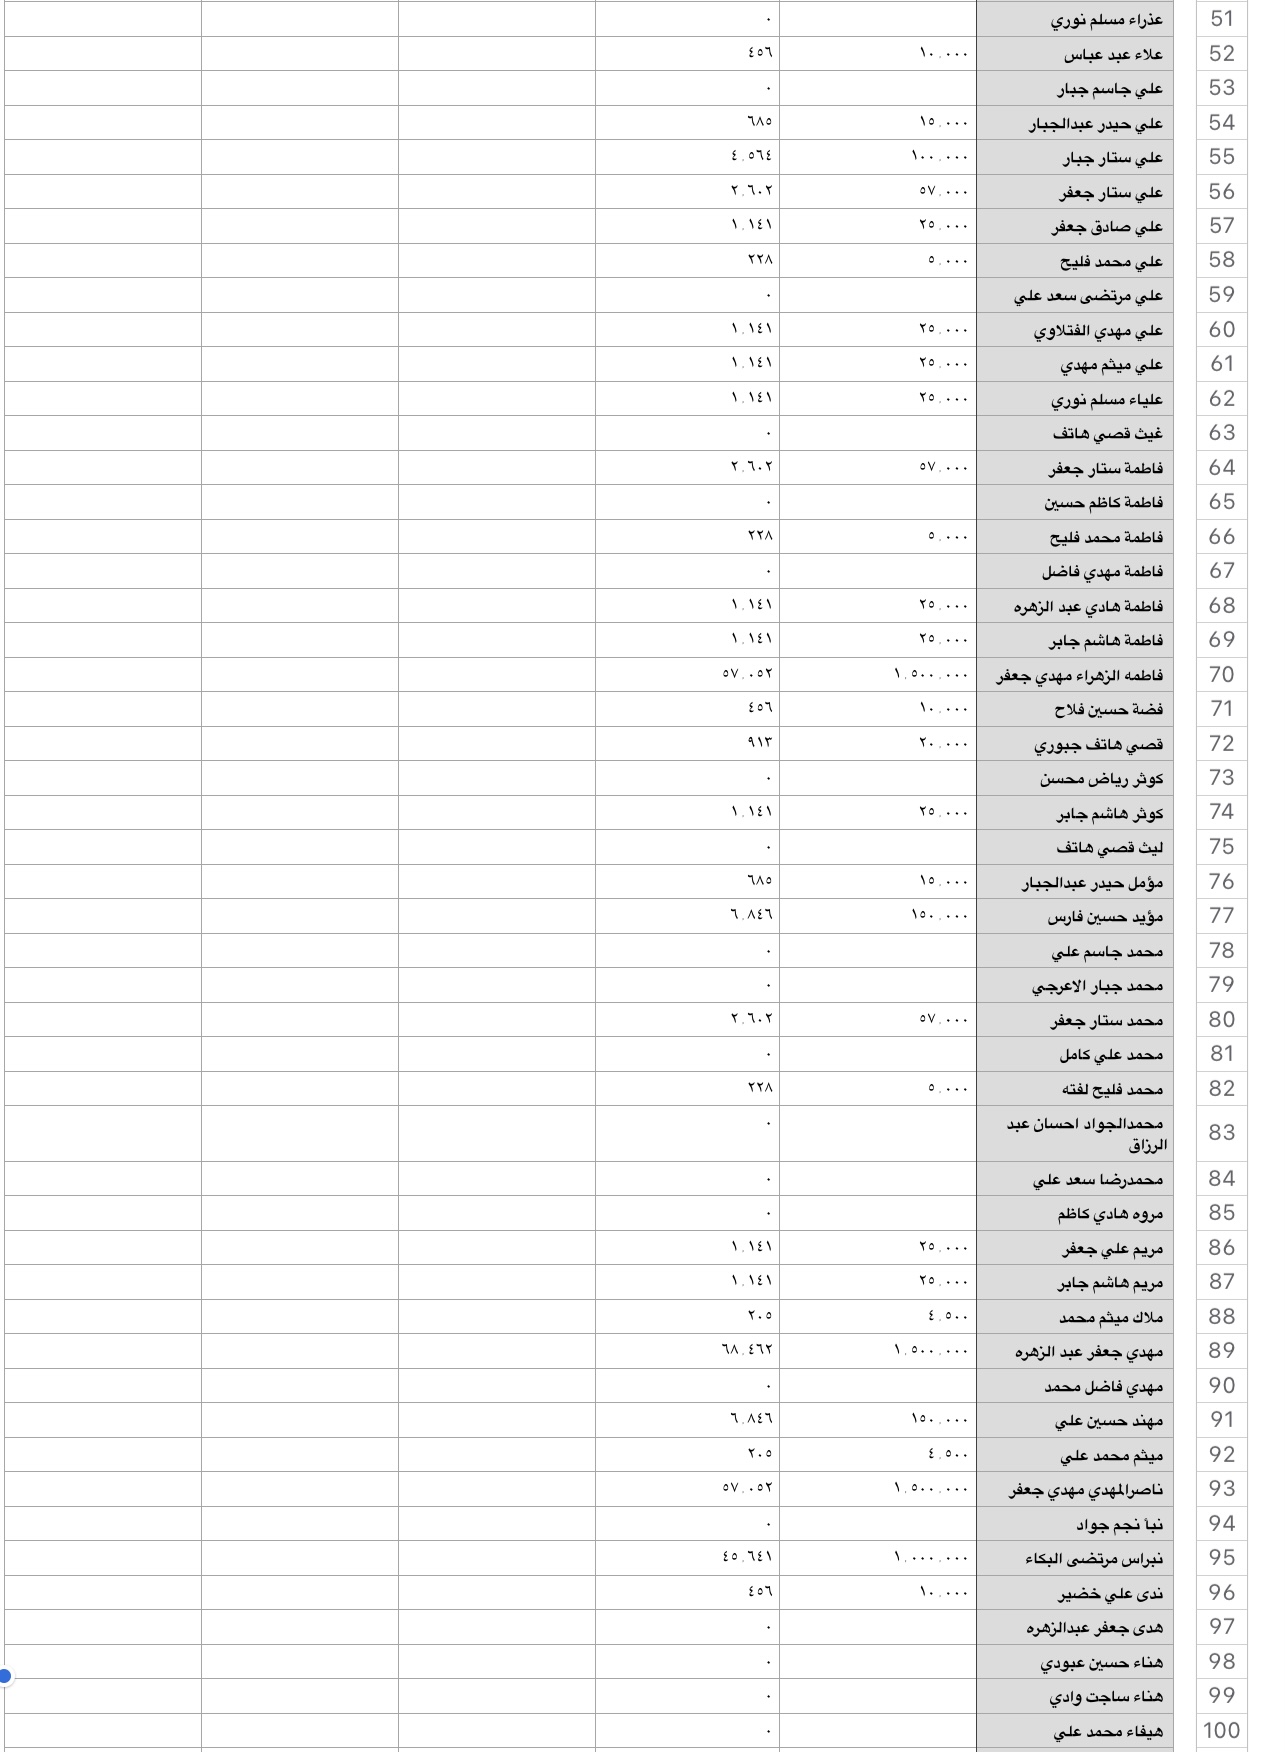 51 عذراء مسلم نوري ٠
52 علاء عبد عباس ١٠.٠٠٠ ٤٥٦
53 علي جاسم جبار ٠
54 علي حيدر عبدالجبار ١٥.٠٠٠ ٦٨٥
55 علي ستار جبار ١٠٠.٠٠٠ ٤.٥٦٤
56 علي ستار جعفر ٥٧.٠٠٠ ٢.٦٠٢
57 علي صادق جعفر ٢٥.٠٠٠ ١.١٤١
58 علي محمد فليح ٥.٠٠٠ ٢٢٨
59 علي مرتضى سعد علي ٠
60 علي مهدي الفتلاوي ٢٥.٠٠٠ ١.١٤١
61 علي ميثم مهدي ٢٥.٠٠٠ ١.١٤١
62 علياء مسلم نوري ٢٥.٠٠٠ ١.١٤١
63 غيث قصي هاتف ٠
64 فاطمة ستار جعفر ٥٧.٠٠٠ ٢.٦٠٢
65 فاطمة كاظم حسين ٠
66 فاطمة محمد فليح ٥.٠٠٠ ٢٢٨
67 فاطمة مهدي فاضل ٠
68 فاطمة هادي عبد الزهره ٢٥.٠٠٠ ١.١٤١
69 فاطمة هاشم جابر ٢٥.٠٠٠ ١.١٤١
70 فاطمه الزهراء مهدي جعفر ١.٥٠٠.٠٠٠ ٥٧.٠٥٢
71 فضة حسين فلاح ١٠.٠٠٠ ٤٥٦
72 قصي هاتف جبوري ٢٠.٠٠٠ ٩١٣
73 كوثر رياض محسن ٠
74 كوثر هاشم جابر ٢٥.٠٠٠ ١.١٤١
75 ليث قصي هاتف ٠
76 مؤمل حيدر عبدالجبار ١٥.٠٠٠ ٦٨٥
77 مؤيد حسين فارس ١٥٠.٠٠٠ ٦.٨٤٦
78 محمد جاسم علي ٠
79 محمد جبار الاعرجي ٠
80 محمد ستار جعفر ٥٧.٠٠٠ ٢.٦٠٢
81 محمد علي كامل ٠
82 محمد فليح لفته ٥.٠٠٠ ٢٢٨
83 محمدالجواد احسان عبد ٠
الرزاق
84 محمدرضا سعد علي ٠
85 مروه هادي كاظم ٠
86 مريم علي جعفر ٢٥.٠٠٠ ١.١٤١
87 مريم هاشم جابر ٢٥.٠٠٠ ١.١٤١
88 ملاك ميثم محمد ٤.٥٠٠ ٢٠٥
89 مهدي جعفر عبد الزهره ١.٥٠٠.٠٠٠ ٦٨.٤٦٢
90 مهدي فاضل محمد ٠
91 مهند حسين علي ١٥٠.٠٠٠ ٦.٨٤٦
92 ميثم محمد علي ٤.٥٠٠ ٢٠٥
93 ناصرالمهدي مهدي جعفر ١.٥٠٠.٠٠٠ ٥٧.٠٥٢
94 نبأ نجم جواد ٠
95 نبراس مرتضى البكاء ١.٠٠٠.٠٠٠ ٤٥.٦٤١
96 ندى علي خضير ١٠.٠٠٠ ٤٥٦
97 هدى جعفر عبدالزهره ٠
98 هناء حسين عبودي ٠
99 هناء ساجت وادي ٠
100 هيفاء محمد علي ٠